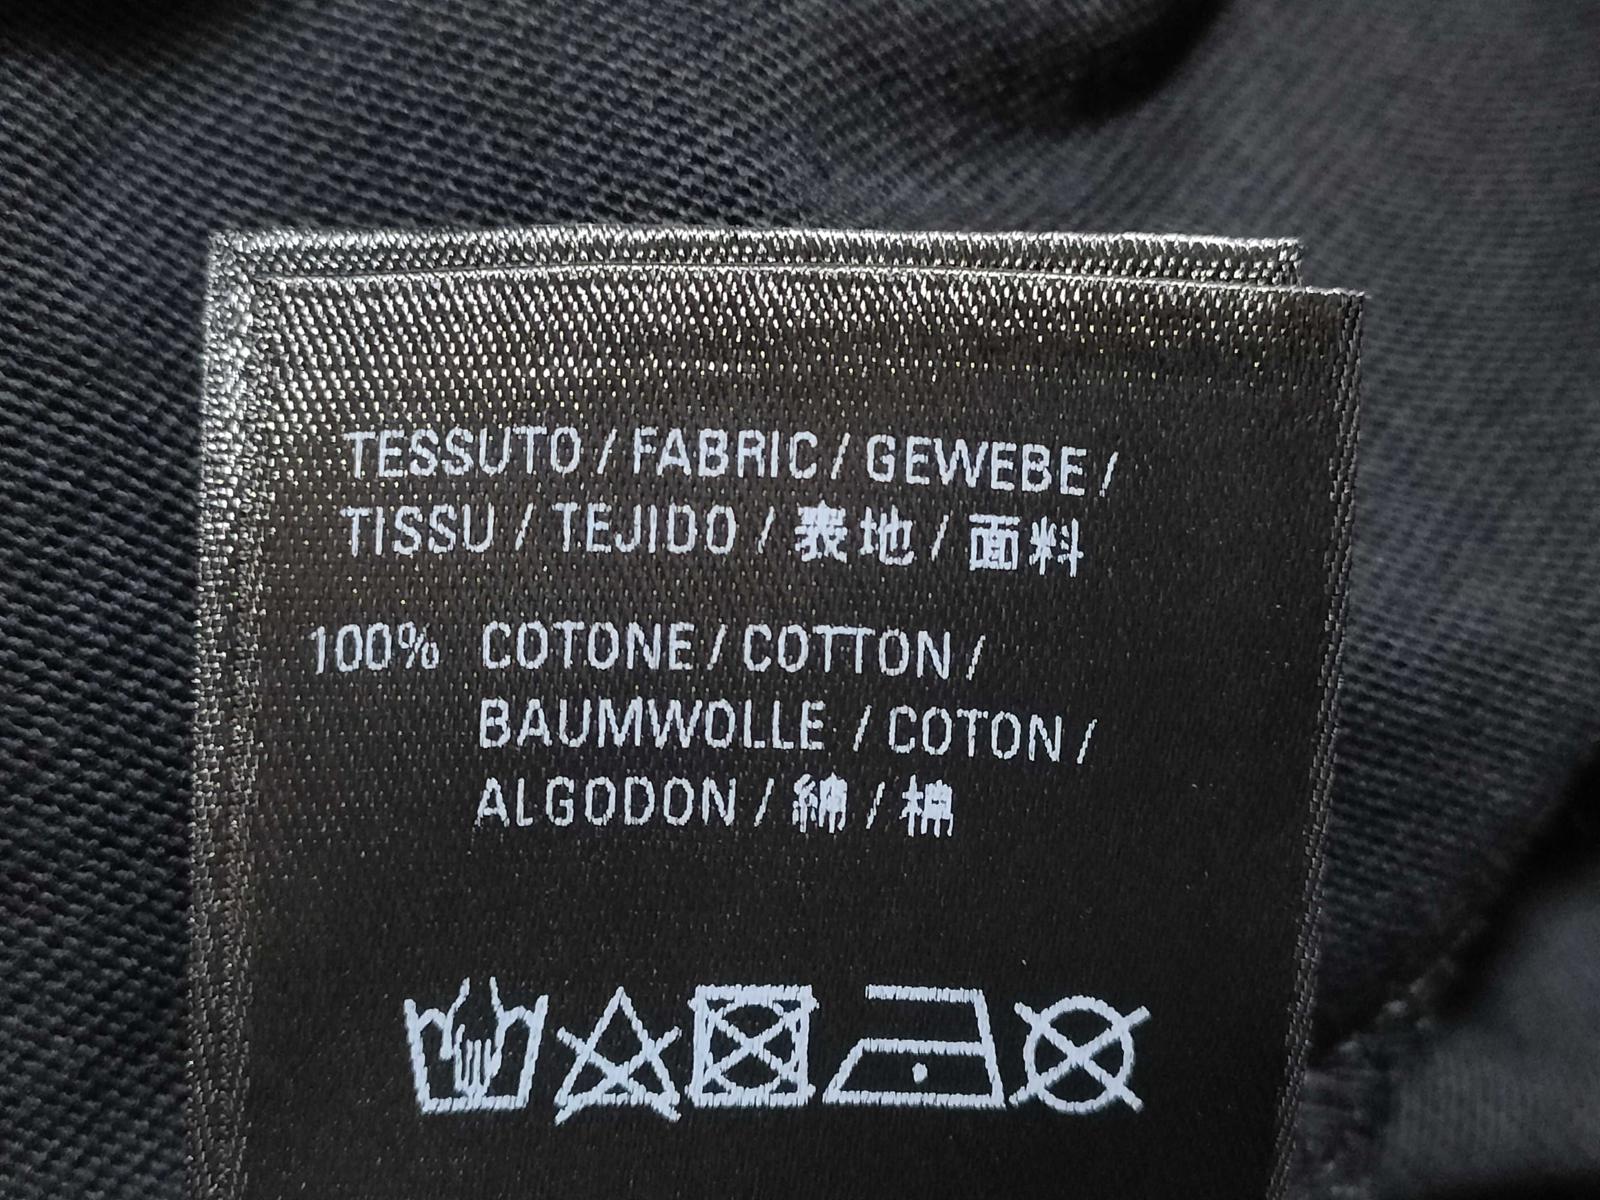 TESSUTO / FABRIC / GEWEBE /
TISSU / TEJIDO / 表地 / 面料
100% COTONE / COTTON /
BAUMWOLLE / COTON /
ALGODON / 綿 / 棉